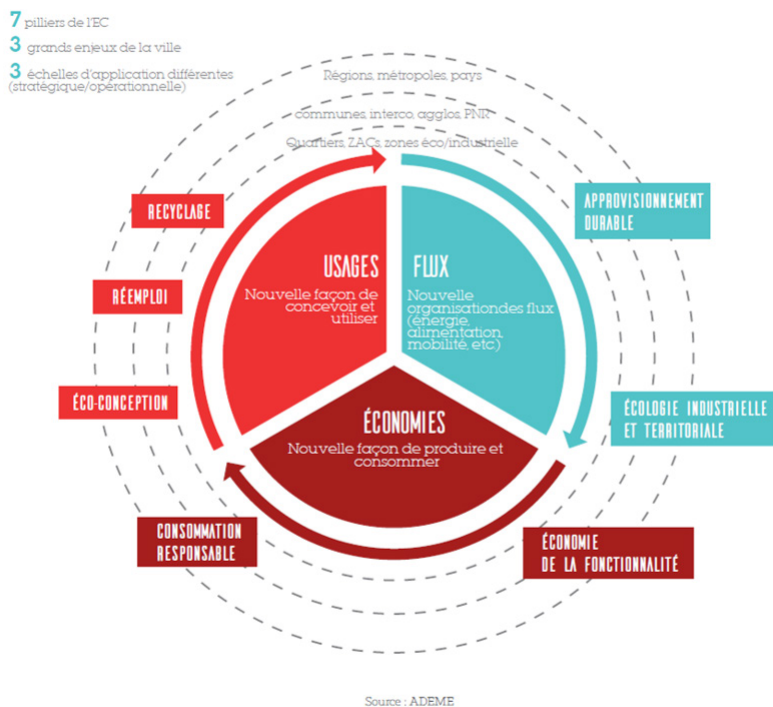 7 pilliers de l'EC
3 grands enjeux de la ville
3 échelles d'application différentes
(stratégique/opérationnelle)
Régions, métropoles, pays
communes, interco, agglos, PNR
Quartiers, ZACs, zones éco/industrielle
RECYCLAGE
RÉEMPLOI
ÉCO-CONCEPTION
CONSOMMATION
RESPONSABLE
APPROVISIONNEMENT
DURABLE
ÉCOLOGIE INDUSTRIELLE
ET TERRITORIALE
ÉCONOMIE
DE LA FONCTIONNALITÉ
USAGES
Nouvelle façon de
concevoir et
utiliser
FLUX
Nouvelle
organisationdes flux
(énergie,
alimentation,
mobilité, etc.)
ÉCONOMIES
Nouvelle façon de produire et
consommer
Source : ADEME